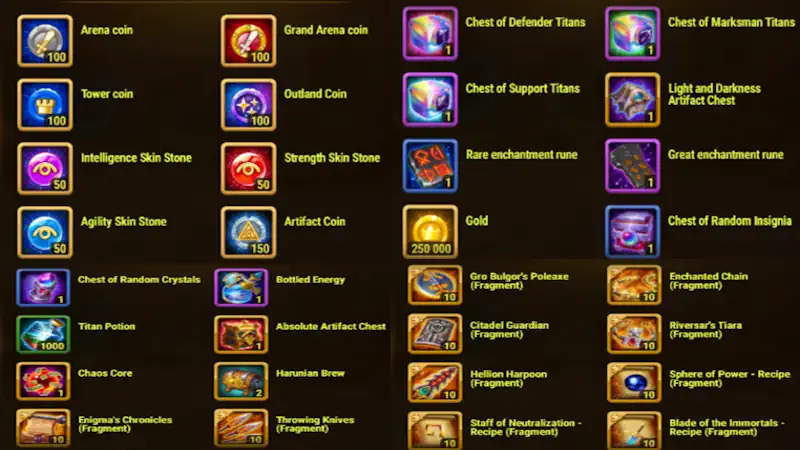 Arena coin
100
Grand Arena coin
100
Chest of Defender Titans
1
Chest of Marksman Titans
1
Tower coin
100
Outland Coin
100
Chest of Support Titans
1
Light and Darkness
Artifact Chest
1
Intelligence Skin Stone
50
Strength Skin Stone
50
Rare enchantment rune
1
Great enchantment rune
1
Agility Skin Stone
50
Artifact Coin
150
Gold
250 000
Chest of Random Insignia
1
Chest of Random Crystals
1
Bottled Energy
1
Gro Bulgor's Poleaxe
(Fragment)
10
Enchanted Chain
(Fragment)
10
Titan Potion
1000
Absolute Artifact Chest
1
Citadel Guardian
(Fragment)
10
Riversar's Tiara
(Fragment)
10
Chaos Core
1
Harunian Brew
2
Hellion Harpoon
(Fragment)
10
Sphere of Power - Recipe
(Fragment)
10
Enigma's Chronicles
(Fragment)
10
Throwing Knives
(Fragment)
10
Staff of Neutralization -
Recipe (Fragment)
10
Blade of the Immortals -
Recipe (Fragment)
10